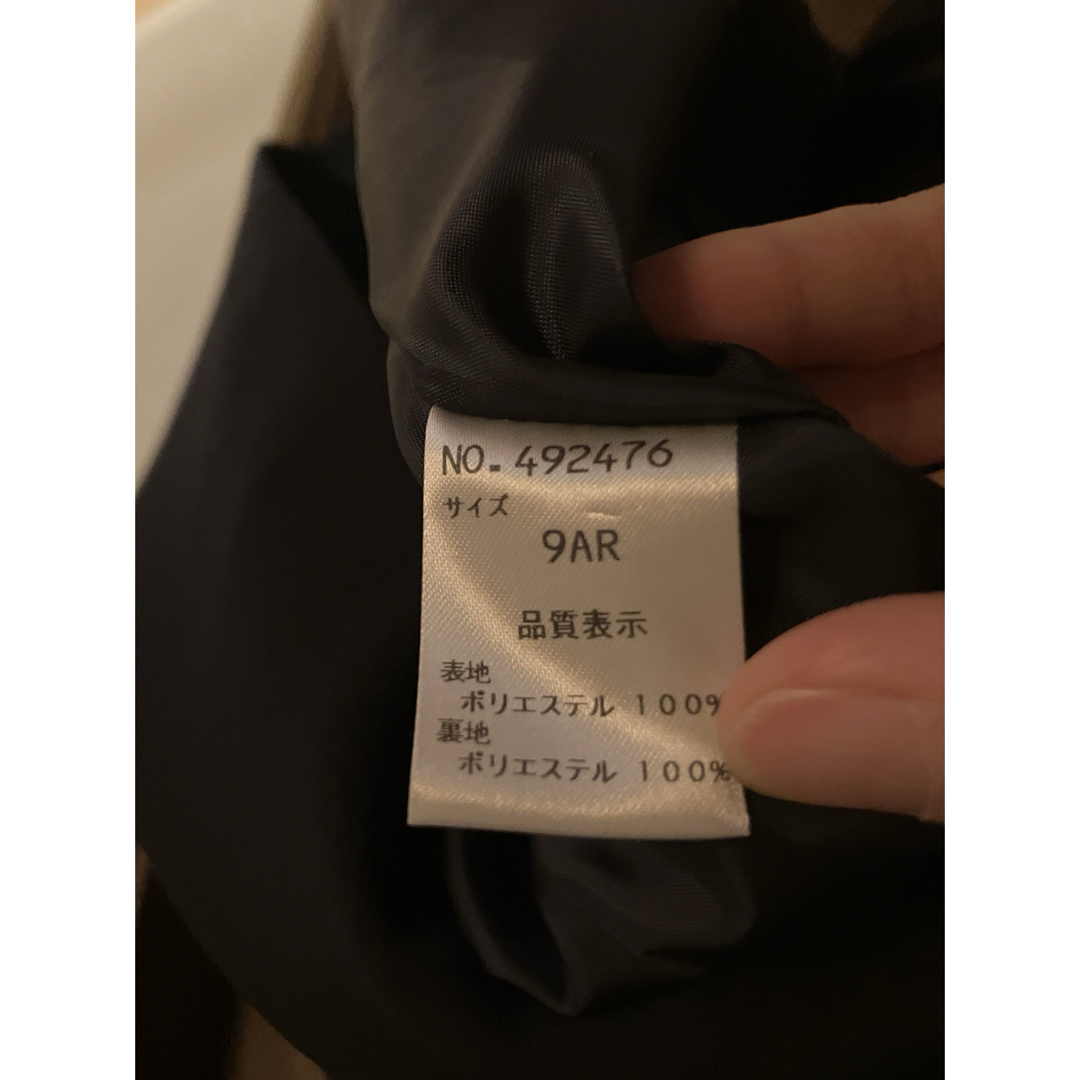 NO.492476
サイズ
9AR
品質表示
表地
ポリエステル 100%
裏地
ポリエステル 100%